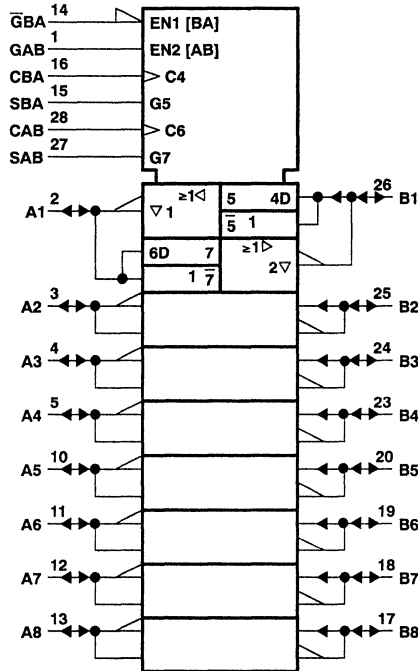 G̅BA 14 EN1 [BA]
GAB 1 EN2 [AB]
CBA 16 C4
SBA 15 G5
CAB 28 C6
SAB 27 G7
A1 2 ≥1◁ 5 4D 26 B1
▽1 5̅ 1
6D 7 ≥1▷
1 7̅ 2▽
A2 3 25 B2
A3 4 24 B3
A4 5 23 B4
A5 10 20 B5
A6 11 19 B6
A7 12 18 B7
A8 13 17 B8